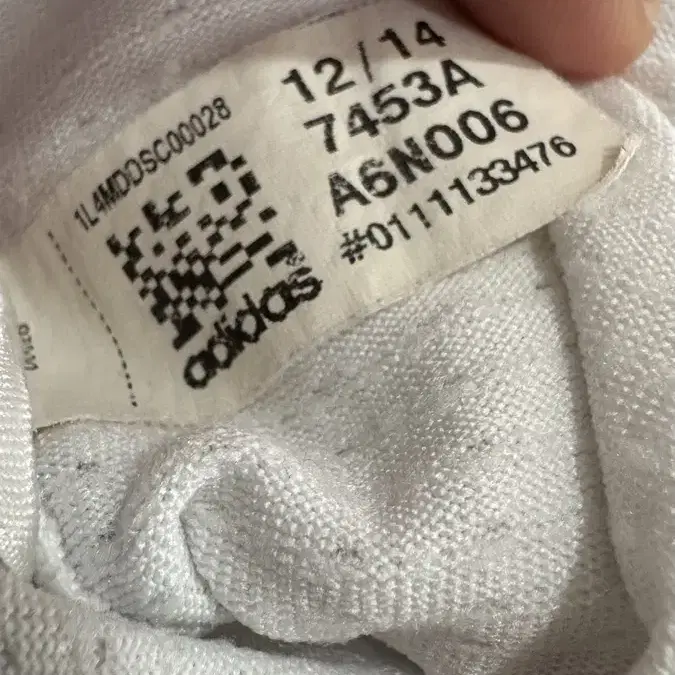 12/14
7453A
A6N006
#0111133476
1L4MDDSC00028
adidas